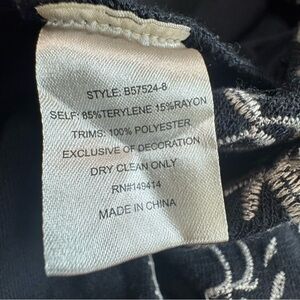 STYLE: B57524-8
SELF: 85%TERYLENE 15%RAYON
TRIMS: 100% POLYESTER
EXCLUSIVE OF DECORATION
DRY CLEAN ONLY
RN#149414
MADE IN CHINA